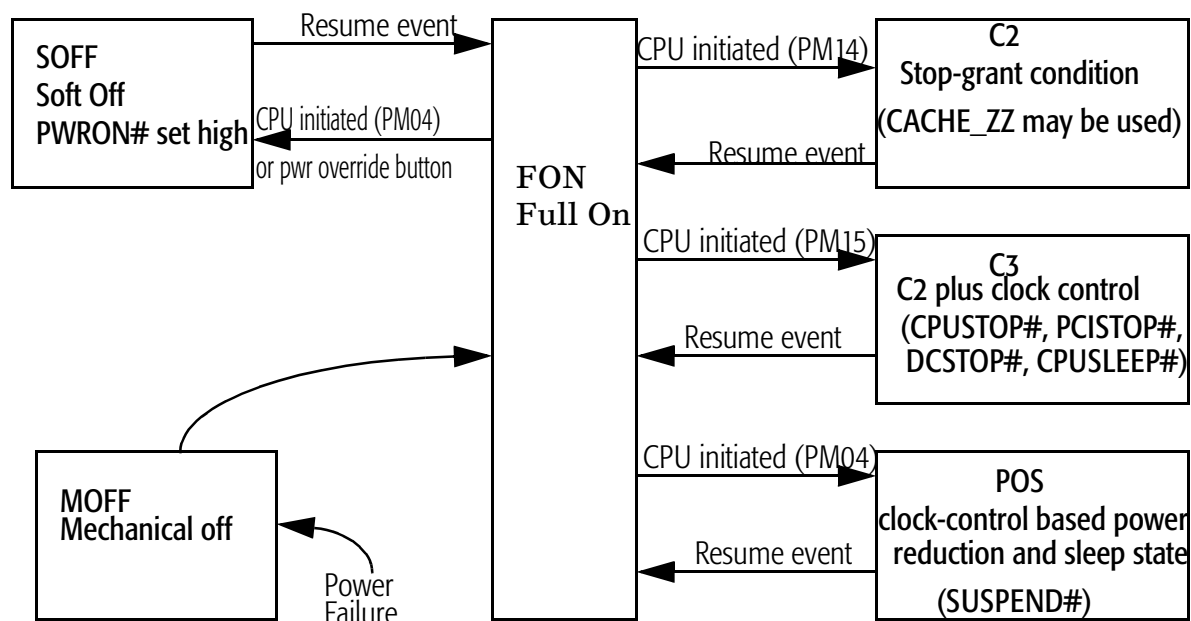 Resume event
SOFF
Soft Off
PWRON# set high
CPU initiated (PM04)
or pwr override button
FON
Full On
CPU initiated (PM14)
C2
Stop-grant condition
(CACHE_ZZ may be used)
Resume event
CPU initiated (PM15)
C3
C2 plus clock control
(CPUSTOP#, PCISTOP#,
DCSTOP#, CPUSLEEP#)
Resume event
MOFF
Mechanical off
Power
Failure
CPU initiated (PM04)
POS
clock-control based power
reduction and sleep state
(SUSPEND#)
Resume event